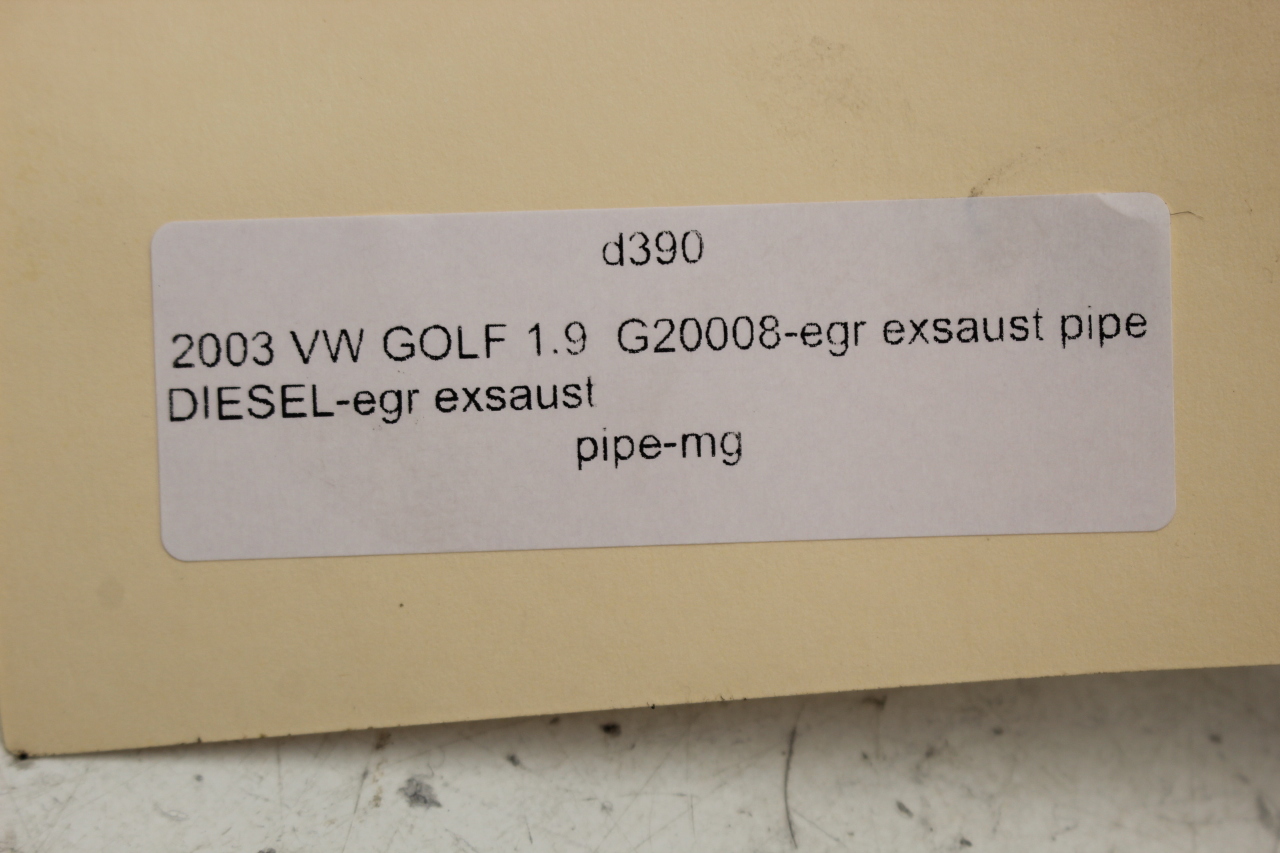 d390
2003 VW GOLF 1.9  G20008-egr exsaust pipe
DIESEL-egr exsaust
pipe-mg